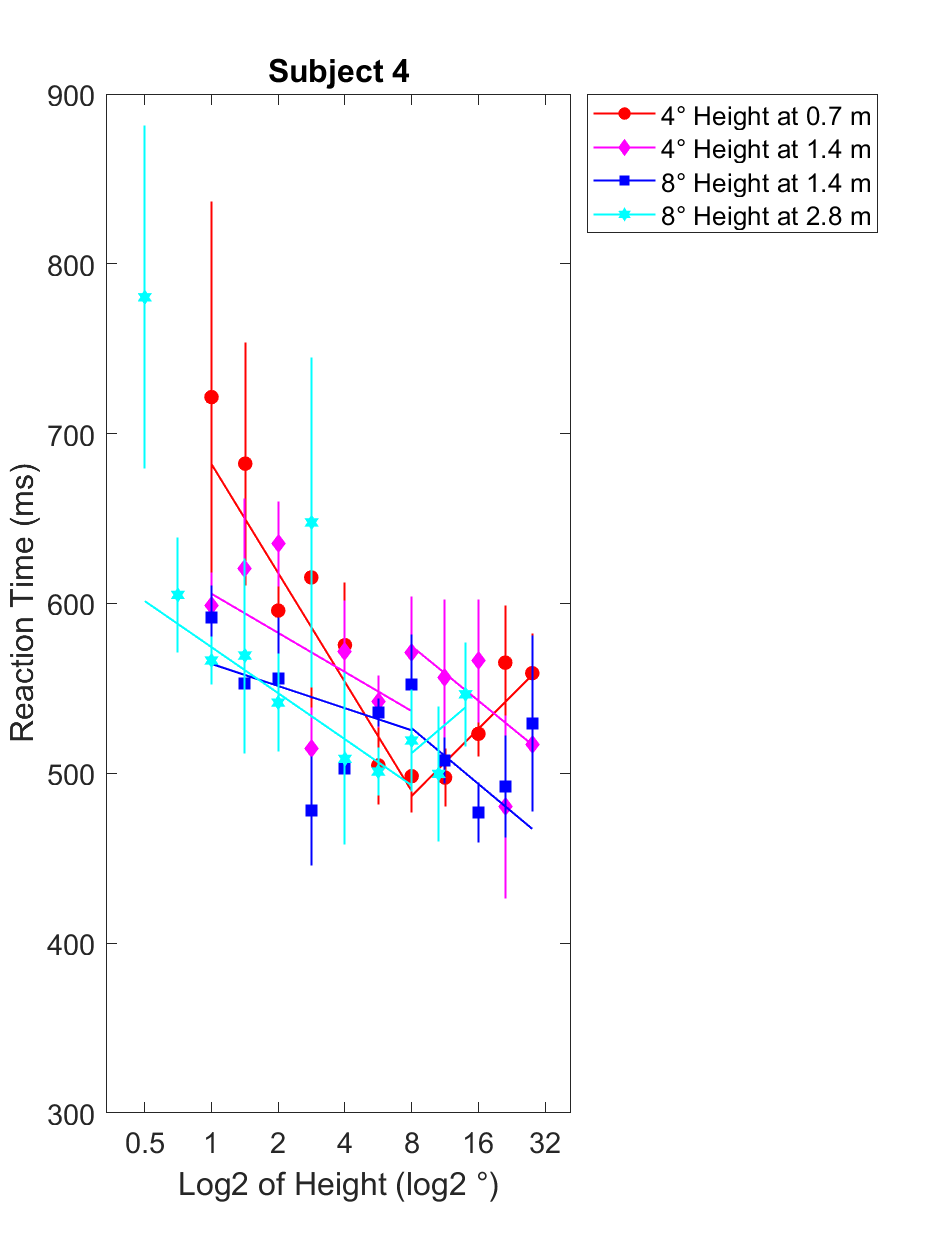 Subject 4
900
800
700
600
500
400
300
Reaction Time (ms)
0.5 1 2 4 8 16 32
Log2 of Height (log2 °)
4° Height at 0.7 m
4° Height at 1.4 m
8° Height at 1.4 m
8° Height at 2.8 m